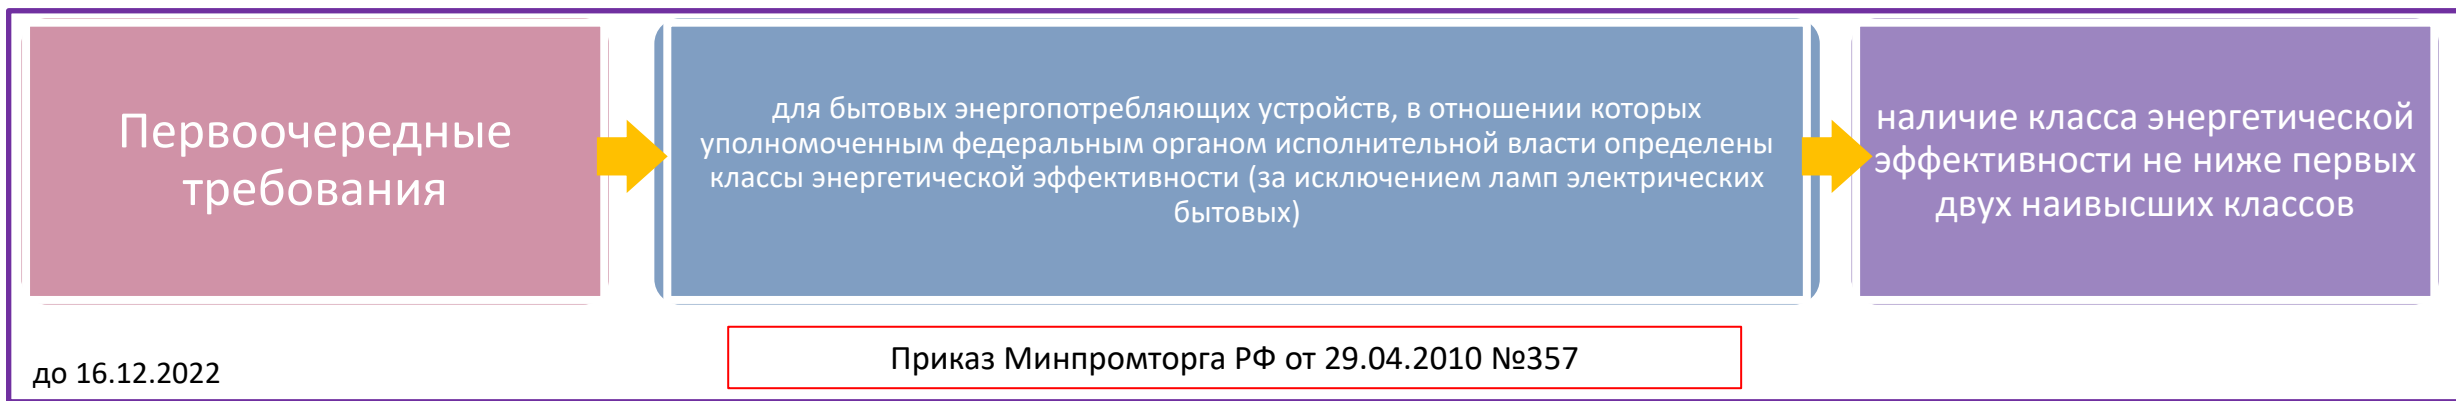 Первоочередные
требования
для бытовых энергопотребляющих устройств, в отношении которых
уполномоченным федеральным органом исполнительной власти определены
классы энергетической эффективности (за исключением ламп электрических
бытовых)
наличие класса энергетической
эффективности не ниже первых
двух наивысших классов
до 16.12.2022
Приказ Минпромторга РФ от 29.04.2010 №357